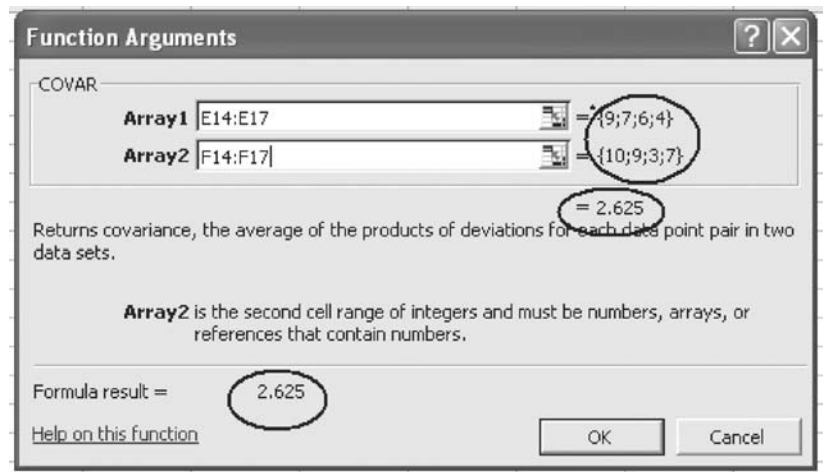 Function Arguments
COVAR
Array1 E14:E17 = {9;7;6;4}
Array2 F14:F17 = {10;9;3;7}
= 2.625
Returns covariance, the average of the products of deviations for each data point pair in two
data sets.
Array2 is the second cell range of integers and must be numbers, arrays, or
references that contain numbers.
Formula result = 2.625
Help on this function
OK Cancel